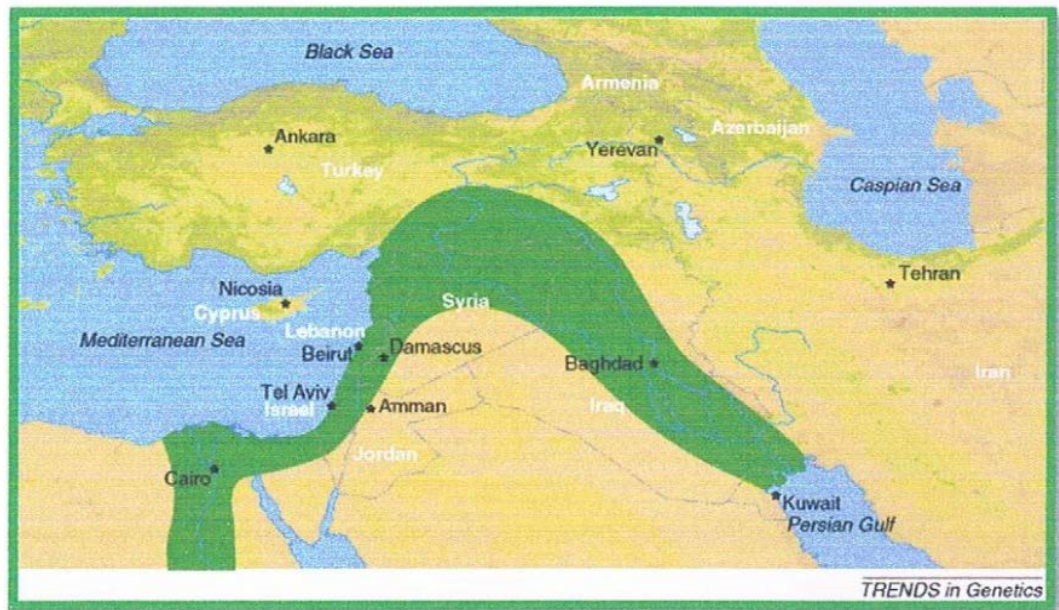 Black Sea
Armenia
Azerbaijan
Ankara
Yerevan
Turkey
Caspian Sea
Tehran
Nicosia
Cyprus
Syria
Lebanon
Mediterranean Sea
Beirut
Damascus
Baghdad
Iran
Tel Aviv
Israel
Amman
Iraq
Jordan
Cairo
Kuwait
Persian Gulf
TRENDS in Genetics